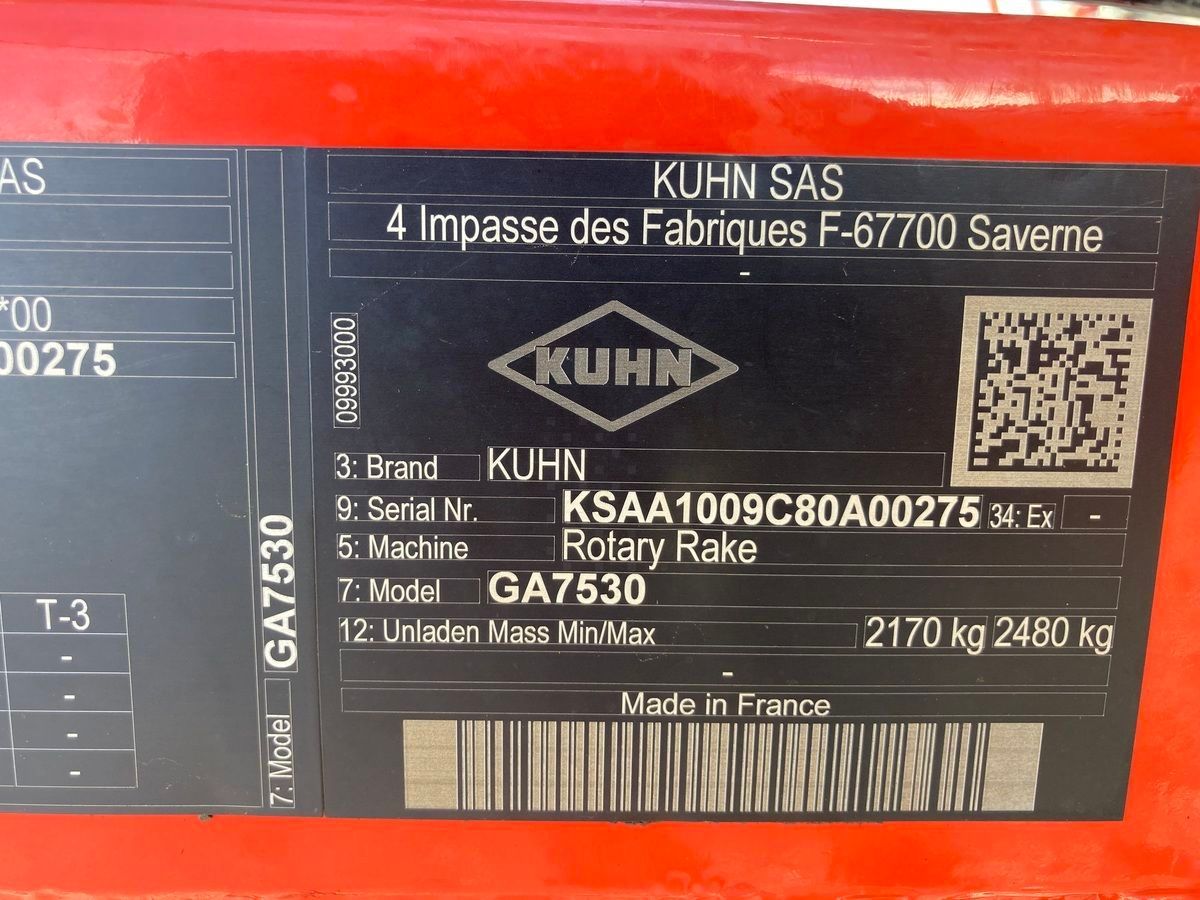 AS
*00
00275
T-3
-
-
-
-
7: Model GA7530
KUHN SAS
4 Impasse des Fabriques F-67700 Saverne
-
09993000
KUHN
3: Brand KUHN
9: Serial Nr. KSAA1009C80A00275 34: Ex -
5: Machine Rotary Rake
7: Model GA7530
12: Unladen Mass Min/Max 2170 kg 2480 kg
-
Made in France